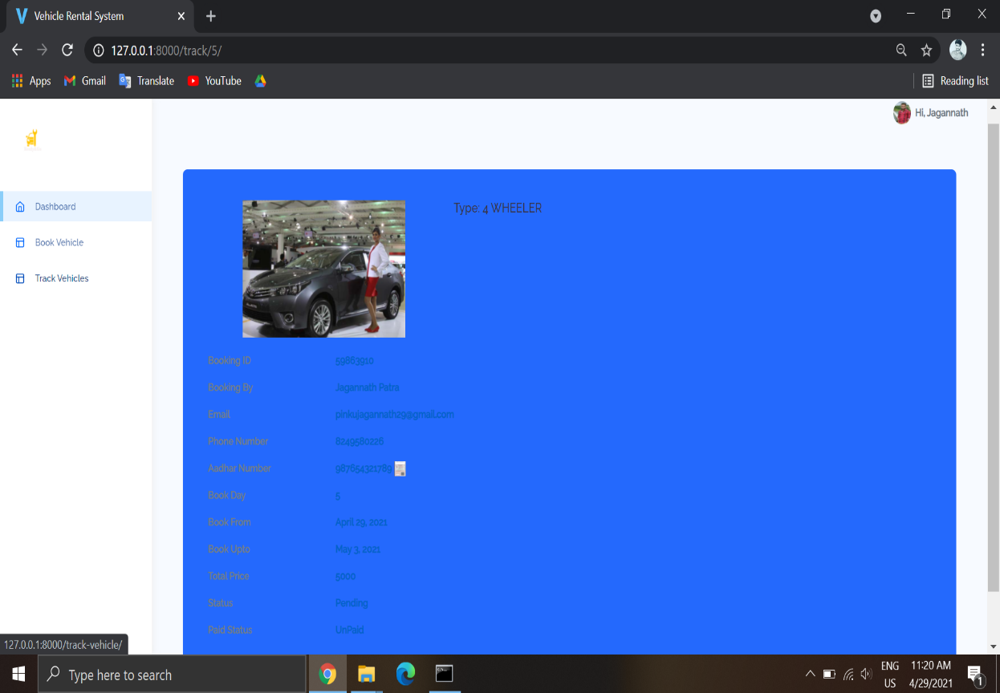 Vehicle Rental System
127.0.0.1:8000/track/5/
Apps Gmail Translate YouTube Reading list
Hi, Jagannath
Dashboard
Book Vehicle
Track Vehicles
Type: 4 WHEELER
Booking ID 59863910
Booking By Jagannath Patra
Email pinkujagannath29@gmail.com
Phone Number 8249580226
Aadhar Number 987654321789
Book Day 5
Book From April 29, 2021
Book Upto May 3, 2021
Total Price 5000
Status Pending
Paid Status UnPaid
127.0.0.1:8000/track-vehicle/
Type here to search
ENG 11:20 AM
US 4/29/2021 1